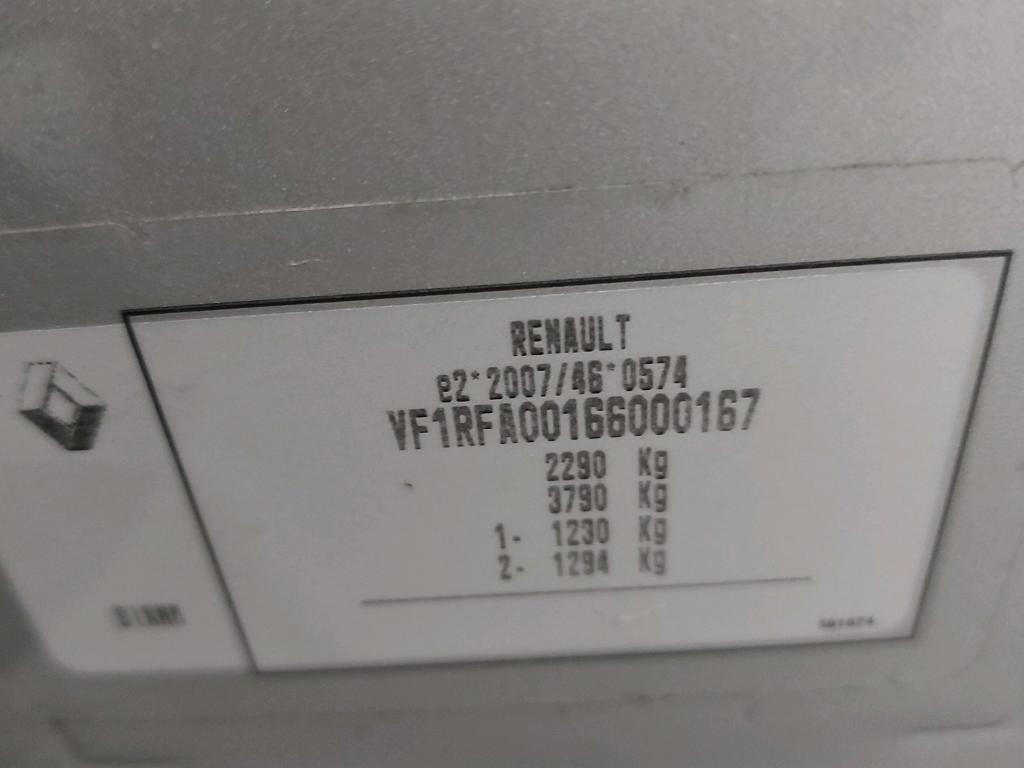 RENAULT
e2*2007/46*0574
VF1RFA00166000167
2290 Kg
3790 Kg
1- 1230 Kg
2- 1294 Kg